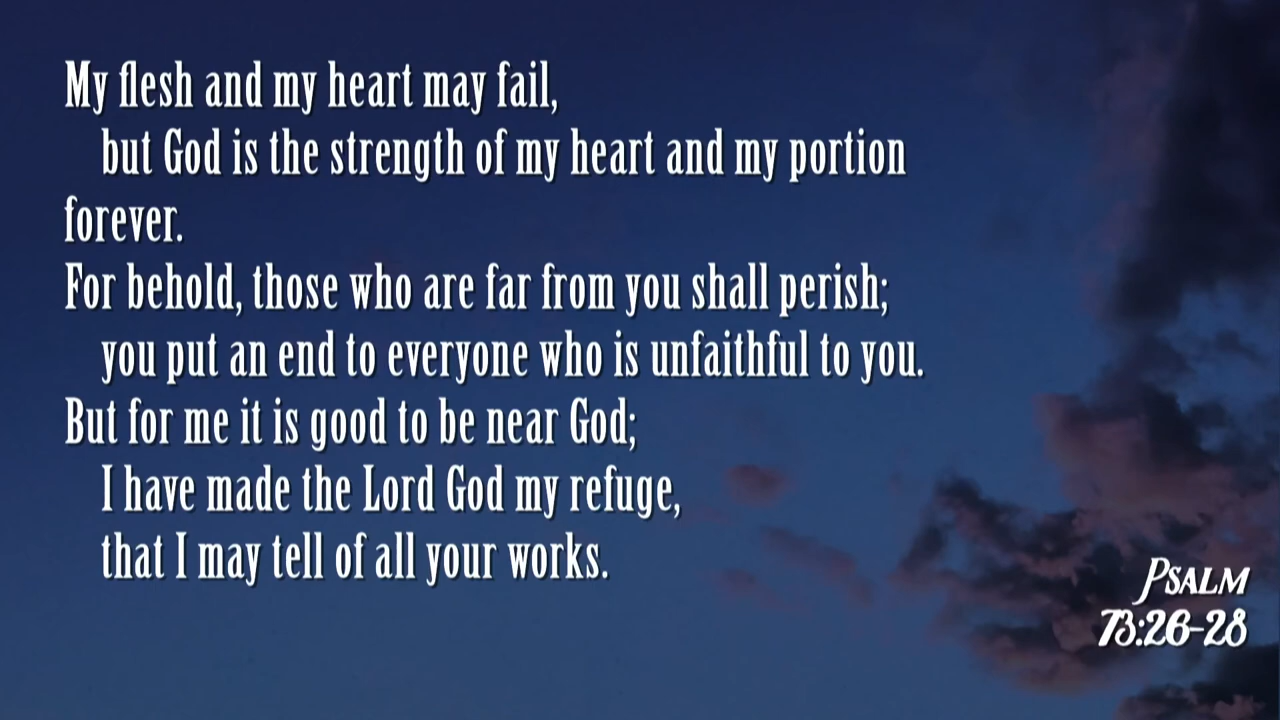 My flesh and my heart may fail,
but God is the strength of my heart and my portion
forever.
For behold, those who are far from you shall perish;
you put an end to everyone who is unfaithful to you.
But for me it is good to be near God;
I have made the Lord God my refuge,
that I may tell of all your works.
Psalm
73:26-28